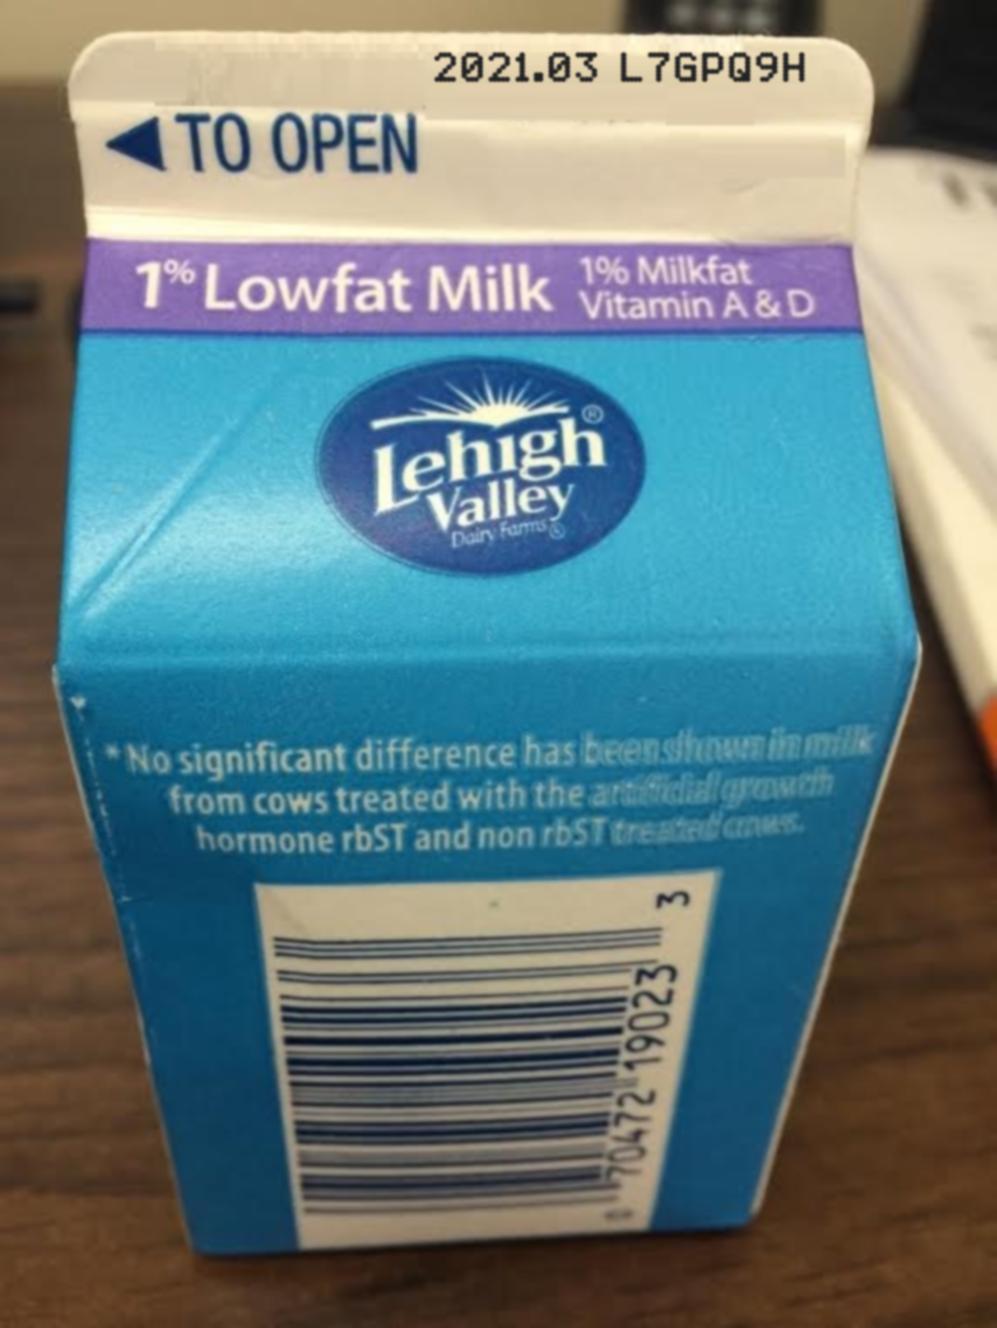 2021.03 L7GPQ9H
◀ TO OPEN
1% Lowfat Milk
1% Milkfat
Vitamin A & D
Lehigh®
Valley
Dairy Farms®
*No significant difference has been shown in milk
from cows treated with the artificial growth
hormone rbST and non rbST treated cows.
70472 19023 3